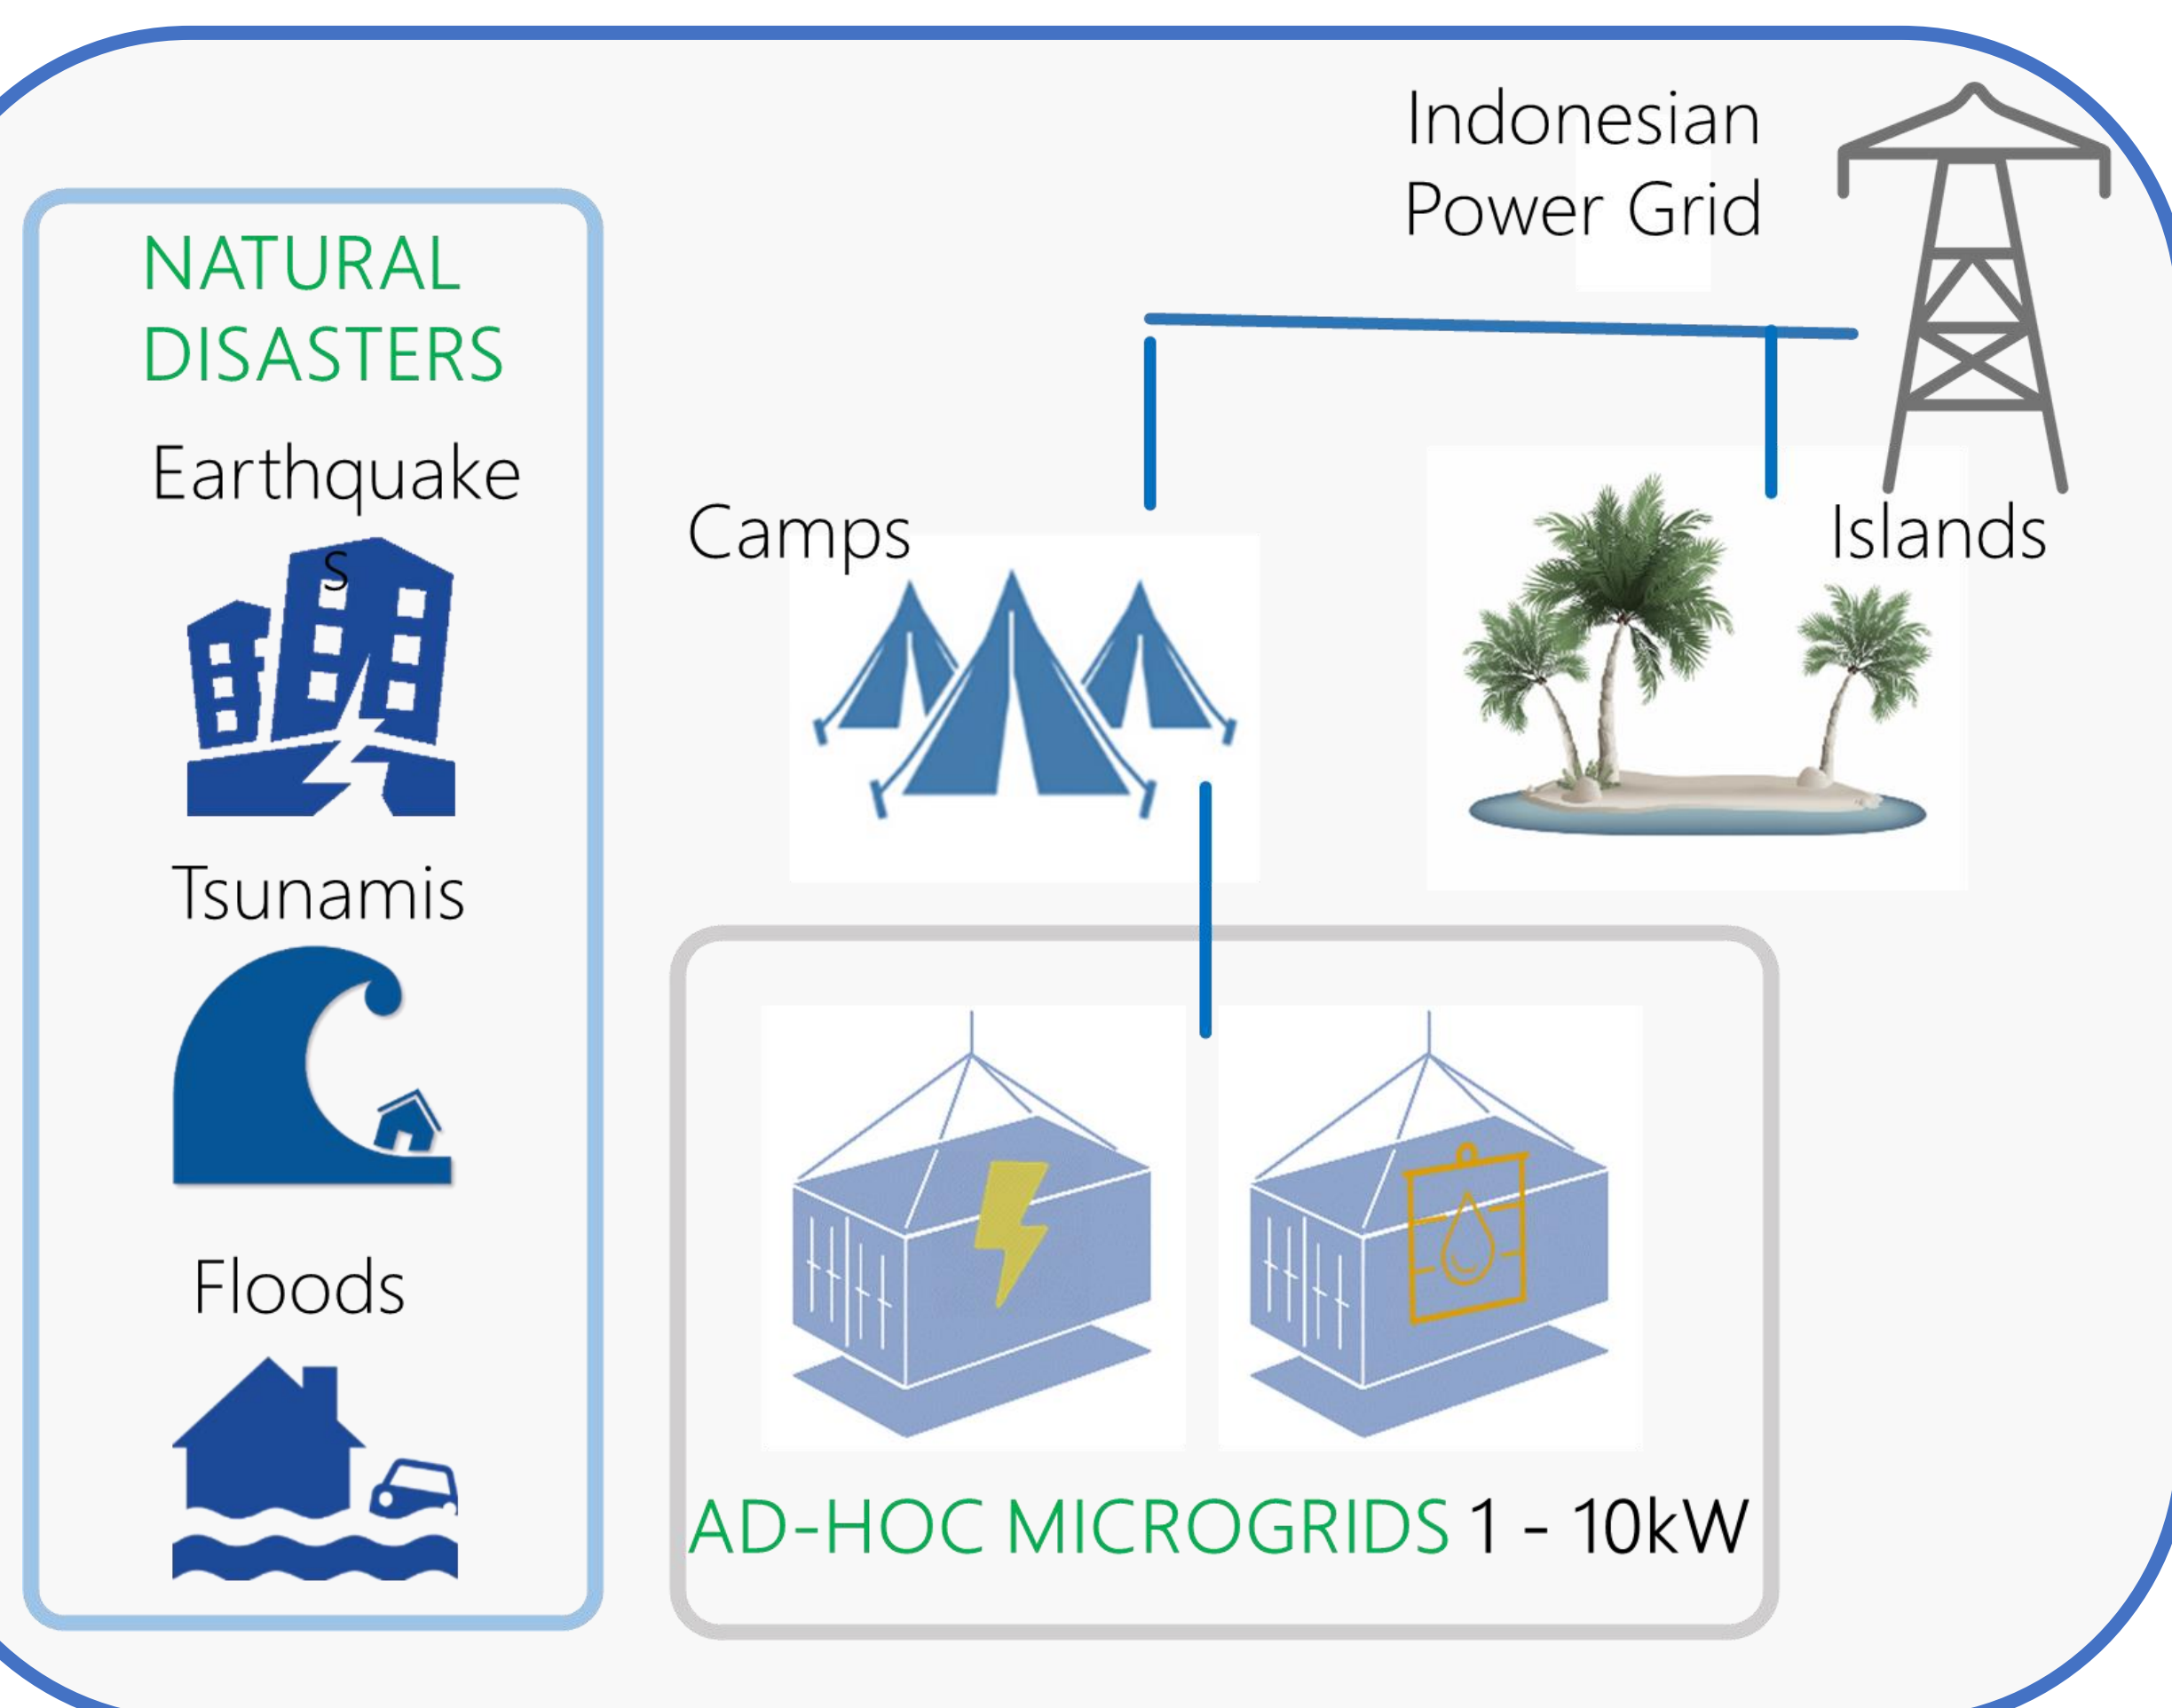 Indonesian
Power Grid
NATURAL
DISASTERS
Earthquake
s
Camps
Islands
Tsunamis
Floods
AD-HOC MICROGRIDS 1 - 10kW